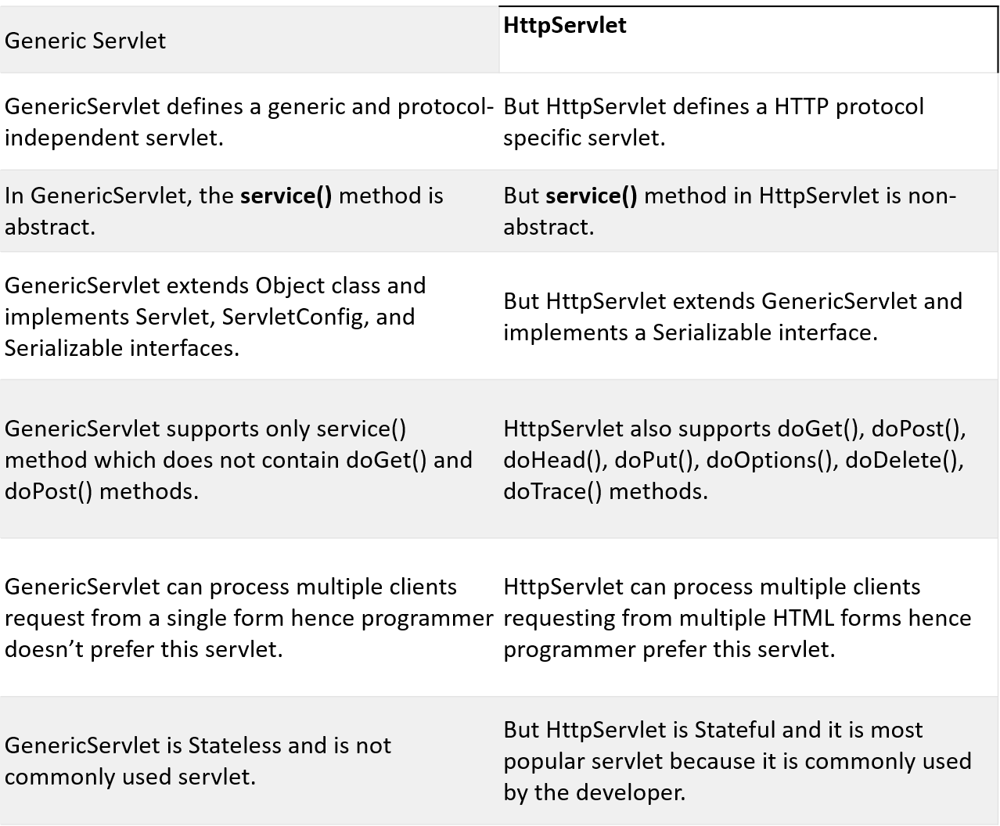 Generic Servlet
HttpServlet
GenericServlet defines a generic and protocol-
independent servlet.
But HttpServlet defines a HTTP protocol
specific servlet.
In GenericServlet, the service() method is
abstract.
But service() method in HttpServlet is non-
abstract.
GenericServlet extends Object class and
implements Servlet, ServletConfig, and
Serializable interfaces.
But HttpServlet extends GenericServlet and
implements a Serializable interface.
GenericServlet supports only service()
method which does not contain doGet() and
doPost() methods.
HttpServlet also supports doGet(), doPost(),
doHead(), doPut(), doOptions(), doDelete(),
doTrace() methods.
GenericServlet can process multiple clients
request from a single form hence programmer
doesn’t prefer this servlet.
HttpServlet can process multiple clients
requesting from multiple HTML forms hence
programmer prefer this servlet.
GenericServlet is Stateless and is not
commonly used servlet.
But HttpServlet is Stateful and it is most
popular servlet because it is commonly used
by the developer.